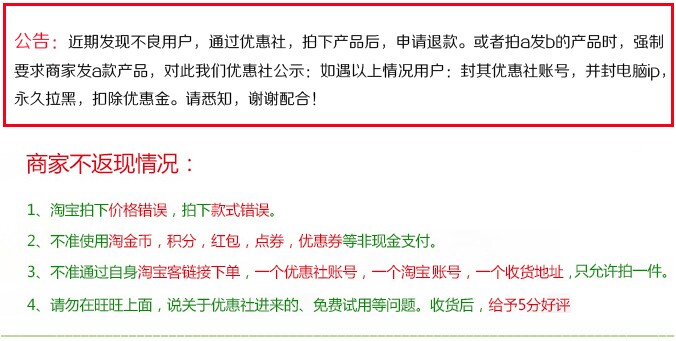 公告：近期发现不良用户，通过优惠社，拍下产品后，申请退款。或者拍a发b的产品时，强制
要求商家发a款产品，对此我们优惠社公示：如遇以上情况用户：封其优惠社账号，并封电脑ip，
永久拉黑，扣除优惠金。请悉知，谢谢配合！
商家不返现情况：
1、淘宝拍下价格错误，拍下款式错误。
2、不准使用淘金币，积分，红包，点券，优惠券等非现金支付。
3、不准通过自身淘宝客链接下单，一个优惠社账号，一个淘宝账号，一个收货地址，只允许拍一件。
4、请勿在旺旺上面，说关于优惠社进来的、免费试用等问题。收货后，给予5分好评